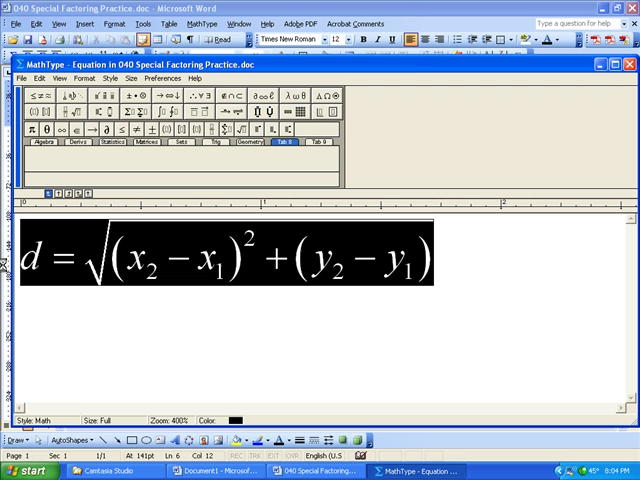 040 Special Factoring Practice.doc - Microsoft Word
File Edit View Insert Format Tools Table MathType Window Help Adobe PDF Acrobat Comments Type a question for help
Read Times New Roman 12
MathType - Equation in 040 Special Factoring Practice.doc
File Edit View Format Style Size Preferences Help
Algebra Derivs Statistics Matrices Sets Trig Geometry Tab 8 Tab 9
0 1 2
d = √(x₂ − x₁)² + (y₂ − y₁)
Style: Math Size: Full Zoom: 400% Color:
Draw AutoShapes
Page 1 Sec 1 1/1 At 141pt Ln 6 Col 12 REC TRK EXT OVR English (U.S
start Camtasia Studio Document1 - Microsof... 040 Special Factoring... MathType - Equation ... 45° 8:04 PM